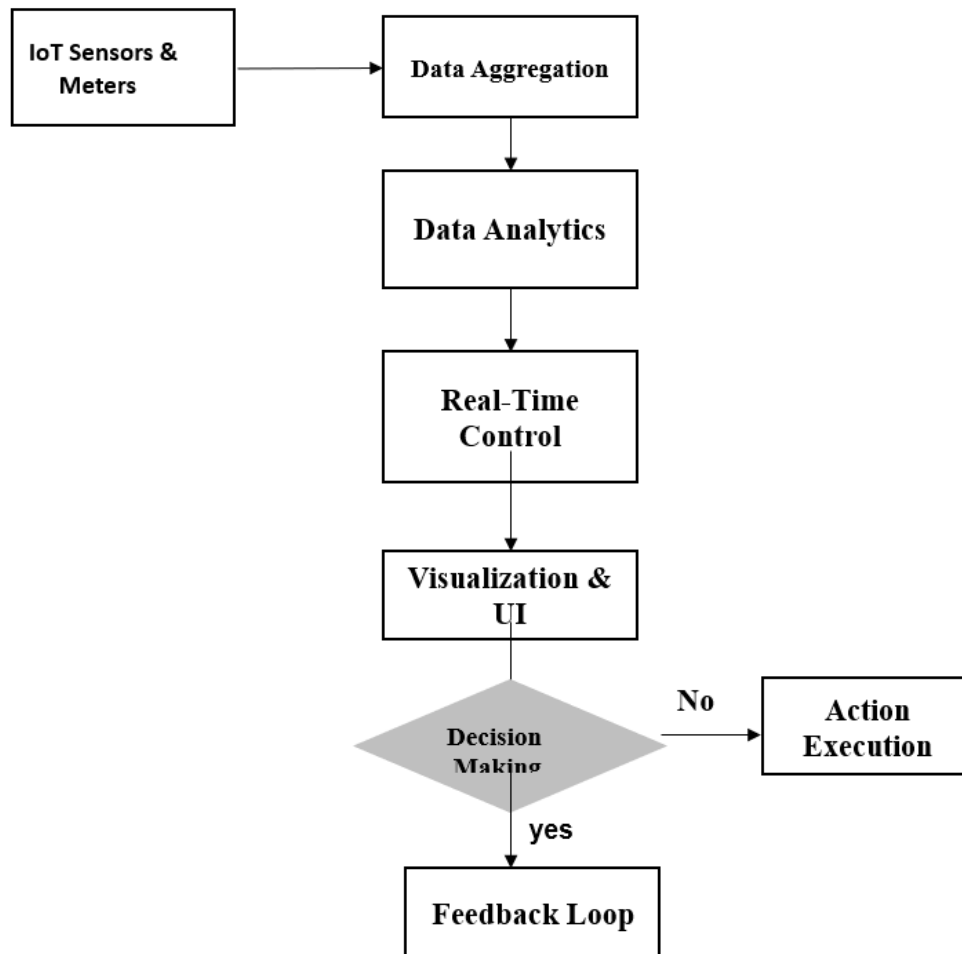 IoT Sensors &
Meters
Data Aggregation
Data Analytics
Real-Time
Control
Visualization &
UI
Decision
Making
No
Action
Execution
yes
Feedback Loop